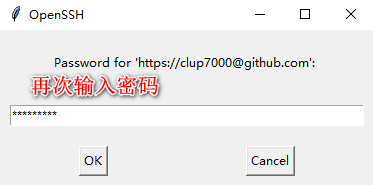 OpenSSH
Password for 'https://clup7000@github.com':
再次输入密码
*********
OK
Cancel